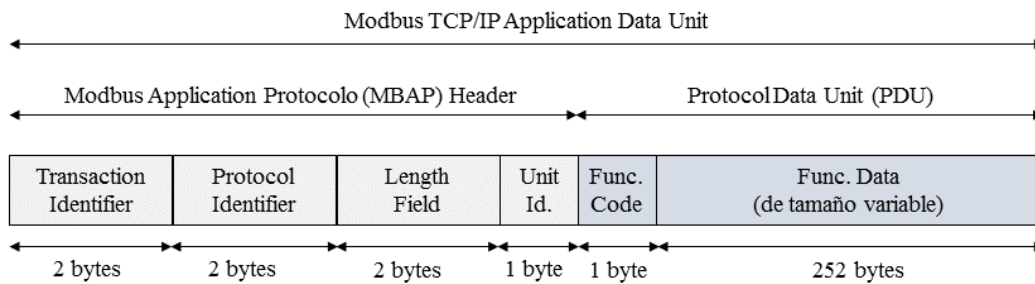 Modbus TCP/IP Application Data Unit
Modbus Application Protocolo (MBAP) Header
Protocol Data Unit (PDU)
Transaction
Identifier
Protocol
Identifier
Length
Field
Unit
Id.
Func.
Code
Func. Data
(de tamaño variable)
2 bytes
2 bytes
2 bytes
1 byte
1 byte
252 bytes